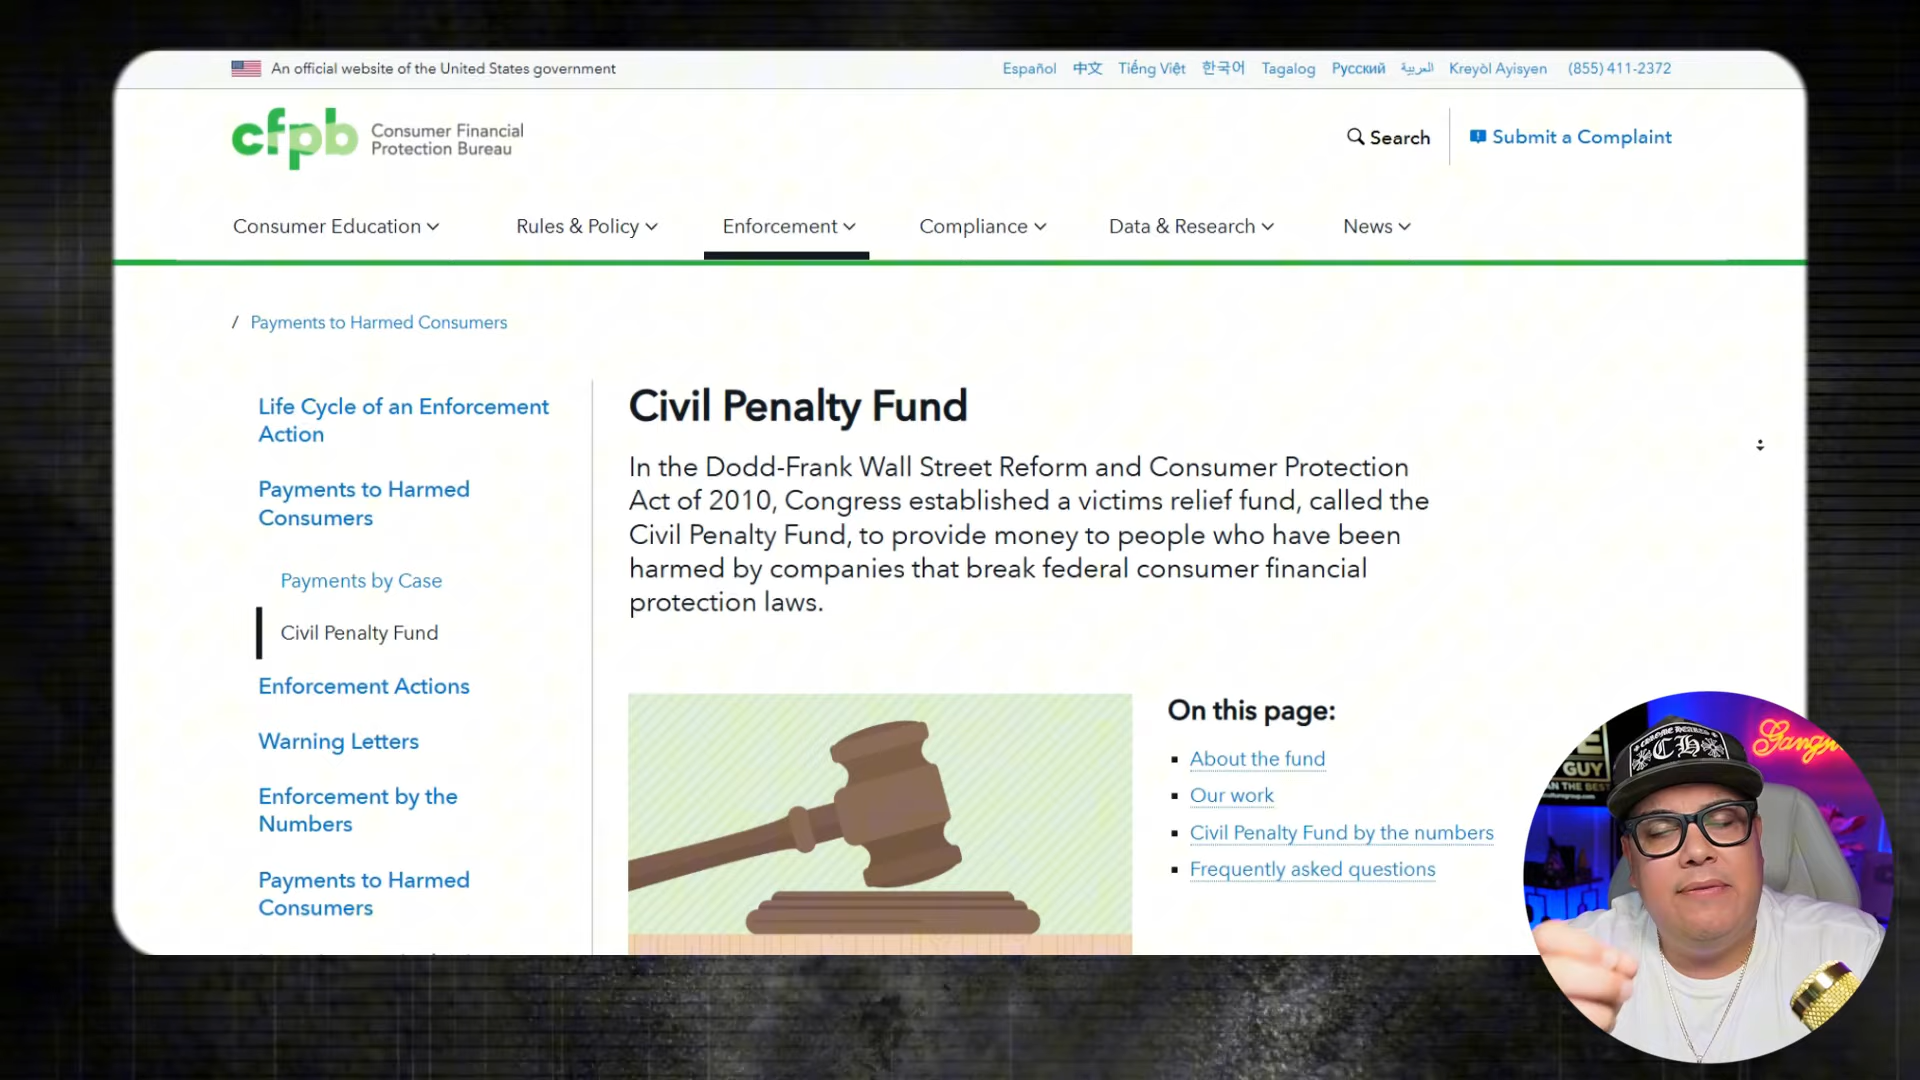 An official website of the United States government
Español 中文 Tiếng Việt 한국어 Tagalog Русский العربية Kreyòl Ayisyen (855) 411-2372
cfpb Consumer Financial
Protection Bureau
Search
Submit a Complaint
Consumer Education
Rules & Policy
Enforcement
Compliance
Data & Research
News
/ Payments to Harmed Consumers
Life Cycle of an Enforcement
Action
Payments to Harmed
Consumers
Payments by Case
Civil Penalty Fund
Enforcement Actions
Warning Letters
Enforcement by the
Numbers
Payments to Harmed
Consumers
Civil Penalty Fund
In the Dodd-Frank Wall Street Reform and Consumer Protection
Act of 2010, Congress established a victims relief fund, called the
Civil Penalty Fund, to provide money to people who have been
harmed by companies that break federal consumer financial
protection laws.
On this page:
About the fund
Our work
Civil Penalty Fund by the numbers
Frequently asked questions
GUY
AN THE BEST
CHROME HEARTS
CH